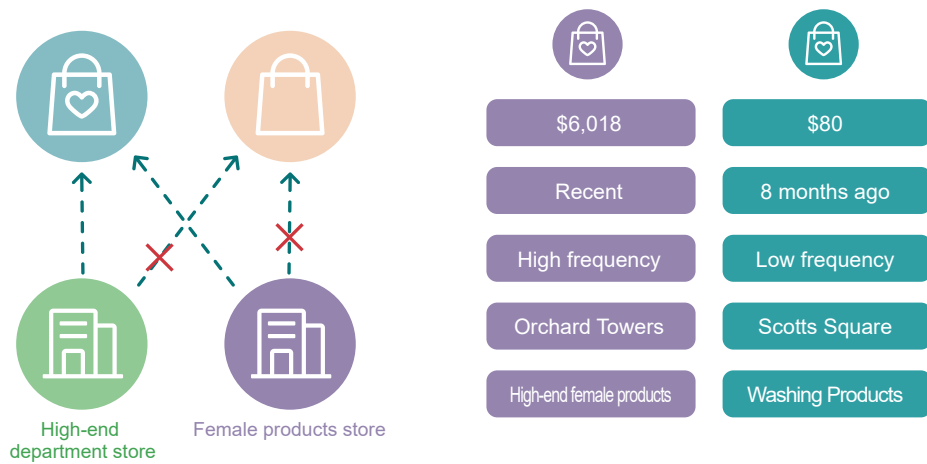 High-end
department store
Female products store
$6,018
Recent
High frequency
Orchard Towers
High-end female products
$80
8 months ago
Low frequency
Scotts Square
Washing Products